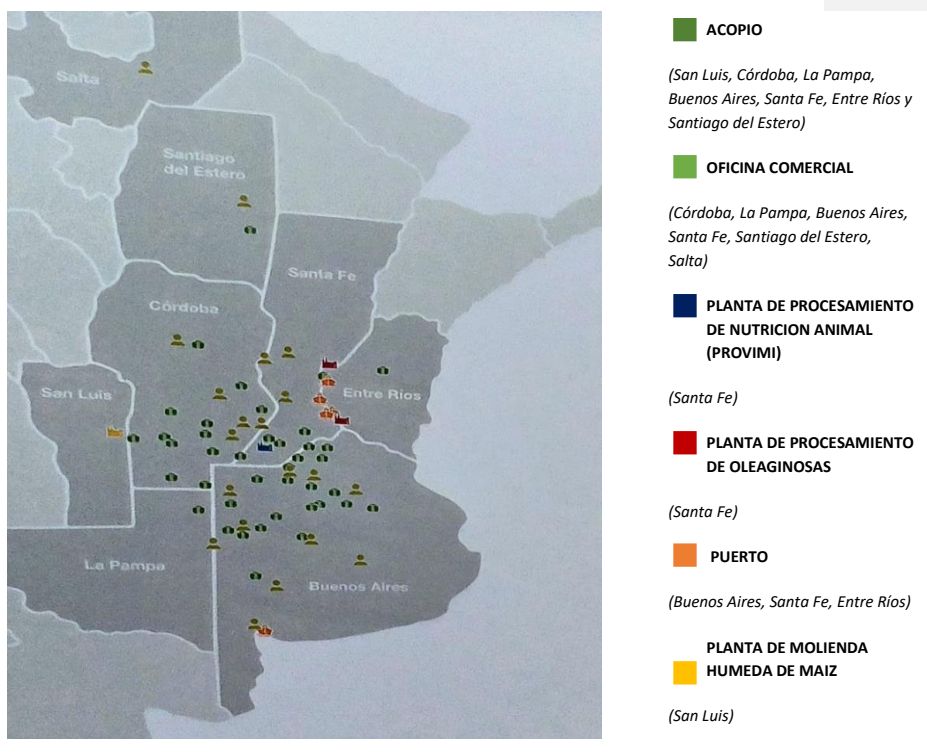 Salta
Santiago
del Estero
Santa Fe
Córdoba
San Luis
Entre Ríos
La Pampa
Buenos Aires
ACOPIO
(San Luis, Córdoba, La Pampa,
Buenos Aires, Santa Fe, Entre Ríos y
Santiago del Estero)
OFICINA COMERCIAL
(Córdoba, La Pampa, Buenos Aires,
Santa Fe, Santiago del Estero,
Salta)
PLANTA DE PROCESAMIENTO
DE NUTRICION ANIMAL
(PROVIMI)
(Santa Fe)
PLANTA DE PROCESAMIENTO
DE OLEAGINOSAS
(Santa Fe)
PUERTO
(Buenos Aires, Santa Fe, Entre Ríos)
PLANTA DE MOLIENDA
HUMEDA DE MAIZ
(San Luis)